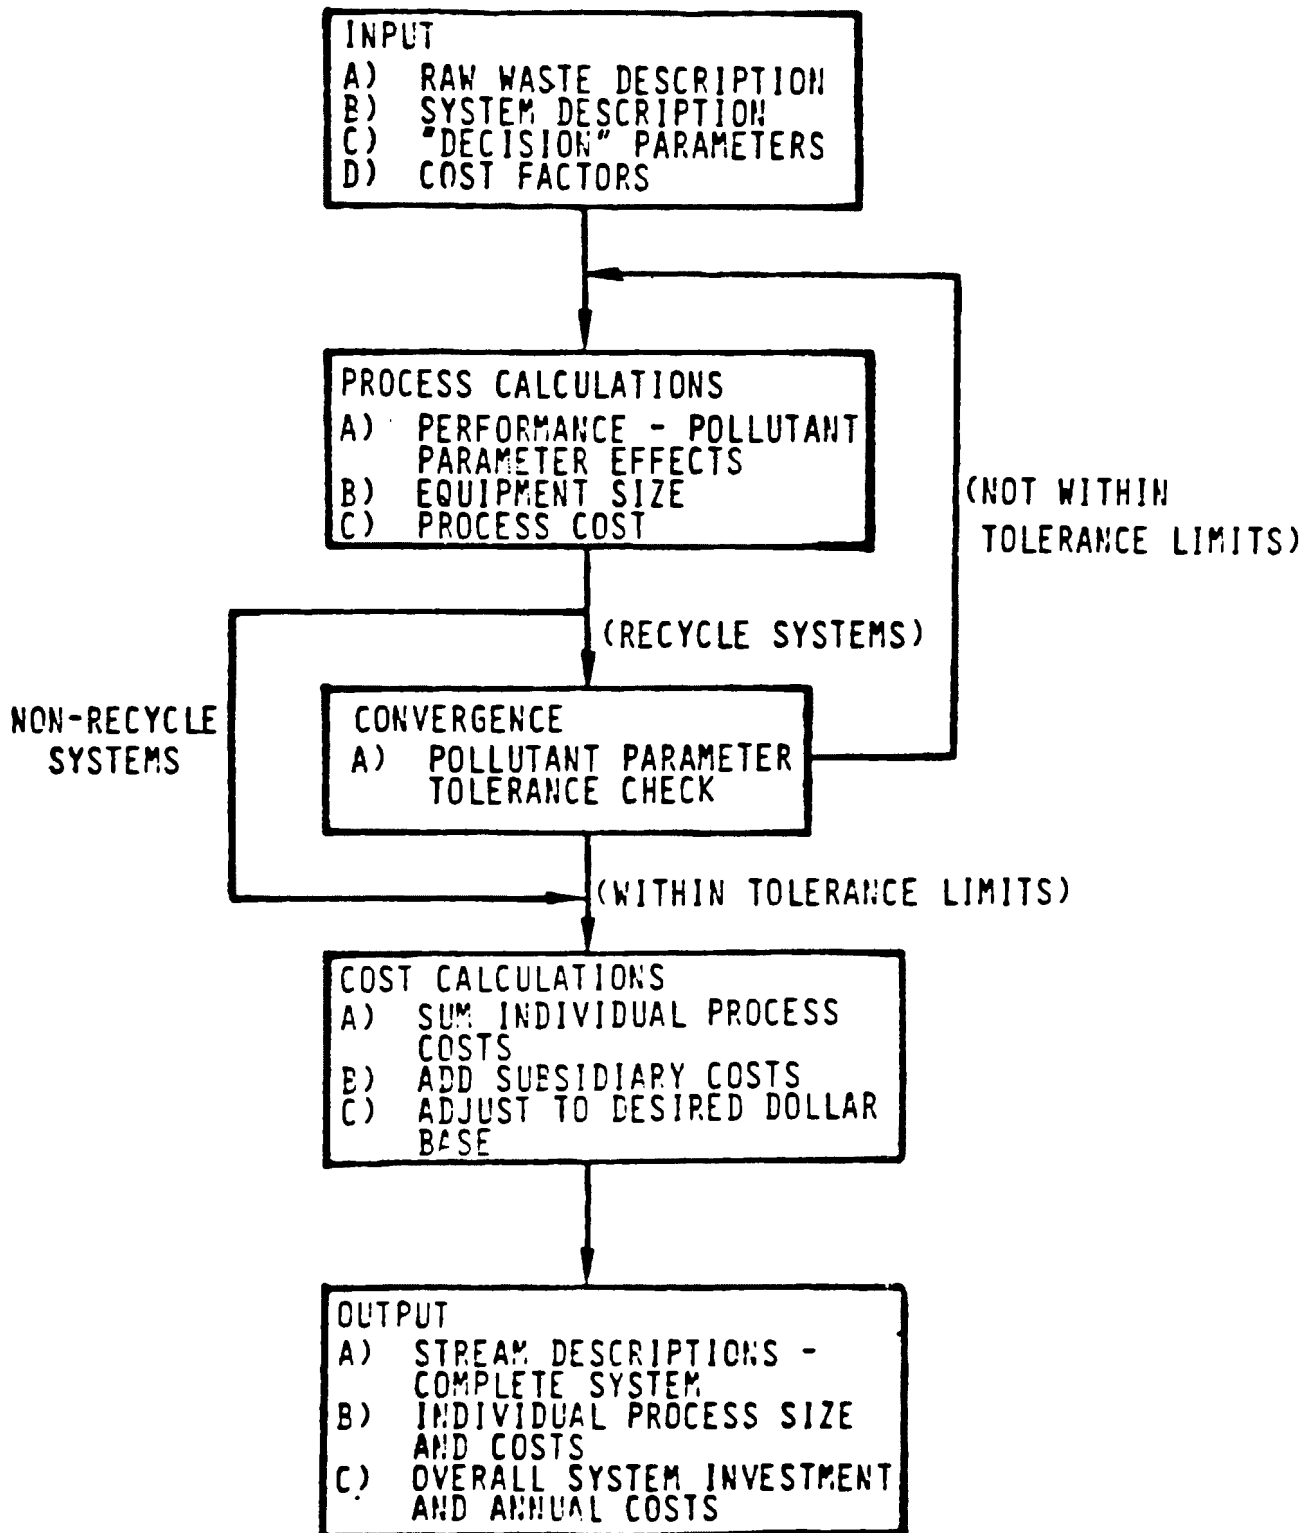 INPUT
A) RAW WASTE DESCRIPTION
B) SYSTEM DESCRIPTION
C) "DECISION" PARAMETERS
D) COST FACTORS
PROCESS CALCULATIONS
A) PERFORMANCE - POLLUTANT
PARAMETER EFFECTS
B) EQUIPMENT SIZE
C) PROCESS COST
(NOT WITHIN
TOLERANCE LIMITS)
(RECYCLE SYSTEMS)
NON-RECYCLE
SYSTEMS
CONVERGENCE
A) POLLUTANT PARAMETER
TOLERANCE CHECK
(WITHIN TOLERANCE LIMITS)
COST CALCULATIONS
A) SUM INDIVIDUAL PROCESS
COSTS
B) ADD SUBSIDIARY COSTS
C) ADJUST TO DESIRED DOLLAR
BASE
OUTPUT
A) STREAM DESCRIPTIONS -
COMPLETE SYSTEM
B) INDIVIDUAL PROCESS SIZE
AND COSTS
C) OVERALL SYSTEM INVESTMENT
AND ANNUAL COSTS